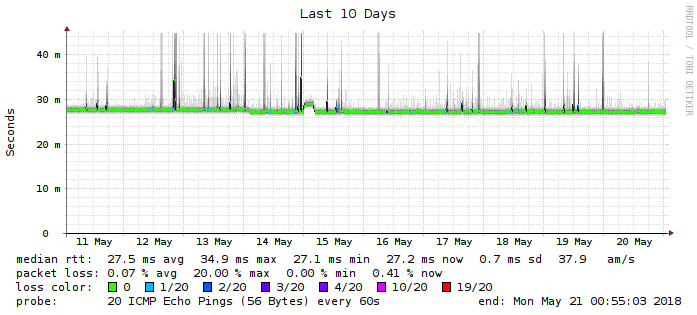 Last 10 Days
RRDTOOL / TOBI OETIKER
Seconds
40 m
30 m
20 m
10 m
0
11 May 12 May 13 May 14 May 15 May 16 May 17 May 18 May 19 May 20 May
median rtt: 27.5 ms avg 34.9 ms max 27.1 ms min 27.2 ms now 0.7 ms sd 37.9 am/s
packet loss: 0.07 % avg 20.00 % max 0.00 % min 0.41 % now
loss color: 0 1/20 2/20 3/20 4/20 10/20 19/20
probe: 20 ICMP Echo Pings (56 Bytes) every 60s end: Mon May 21 00:55:03 2018